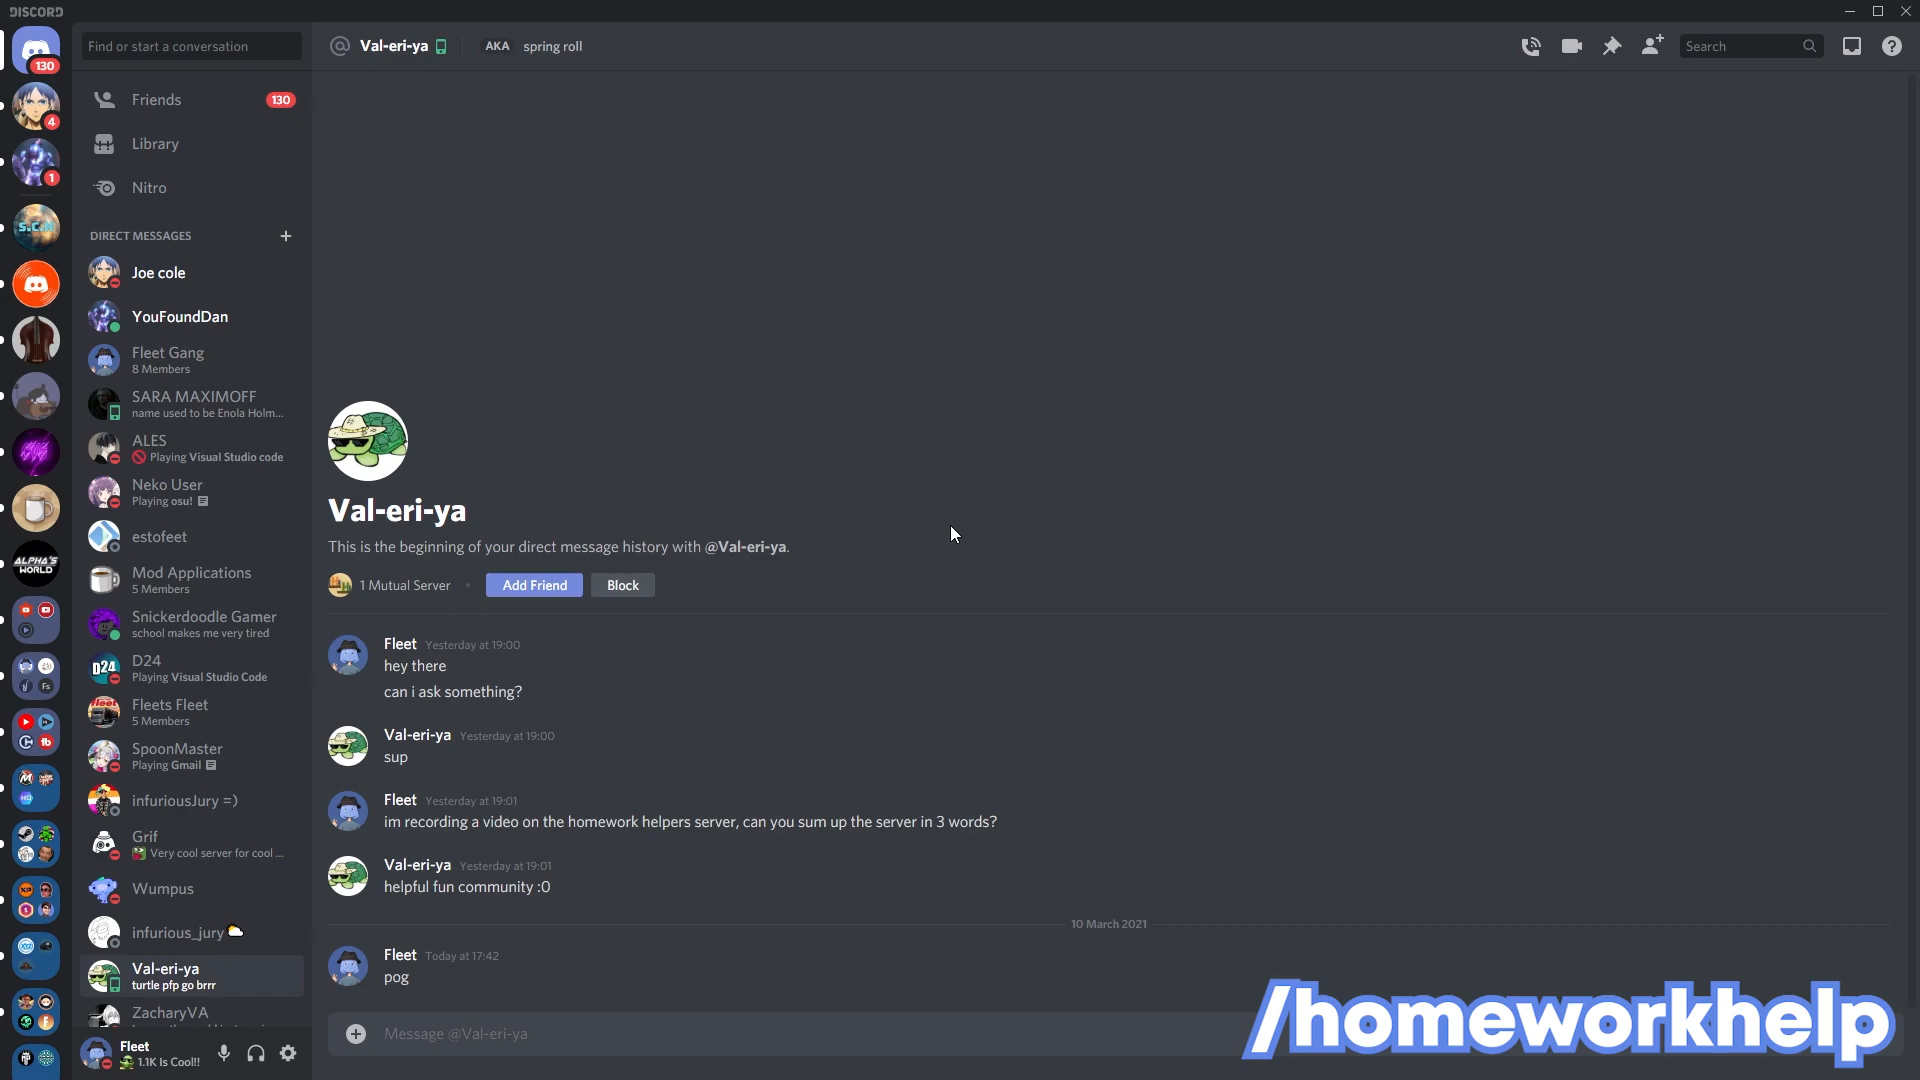 DISCORD
130
4
1
S.C.H
ALPHA'S
WORLD
Fs
Find or start a conversation
Friends
130
Library
Nitro
DIRECT MESSAGES
Joe cole
YouFoundDan
Fleet Gang
8 Members
SARA MAXIMOFF
name used to be Enola Holm...
ALES
Playing Visual Studio code
Neko User
Playing osu!
estofeet
Mod Applications
5 Members
Snickerdoodle Gamer
school makes me very tired
D24
D24
Playing Visual Studio Code
Fleet
Fleets Fleet
5 Members
SpoonMaster
Playing Gmail
infuriousJury =)
Grif
Very cool server for cool ...
Wumpus
infurious_jury
Val-eri-ya
turtle pfp go brrr
ZacharyVA
Fleet
1.1K Is Cool!!
Val-eri-ya
AKA spring roll
Search
Val-eri-ya
This is the beginning of your direct message history with @Val-eri-ya.
1 Mutual Server
Add Friend
Block
Fleet Yesterday at 19:00
hey there
can i ask something?
Val-eri-ya Yesterday at 19:00
sup
Fleet Yesterday at 19:01
im recording a video on the homework helpers server, can you sum up the server in 3 words?
Val-eri-ya Yesterday at 19:01
helpful fun community :0
10 March 2021
Fleet Today at 17:42
pog
Message @Val-eri-ya
/homeworkhelp